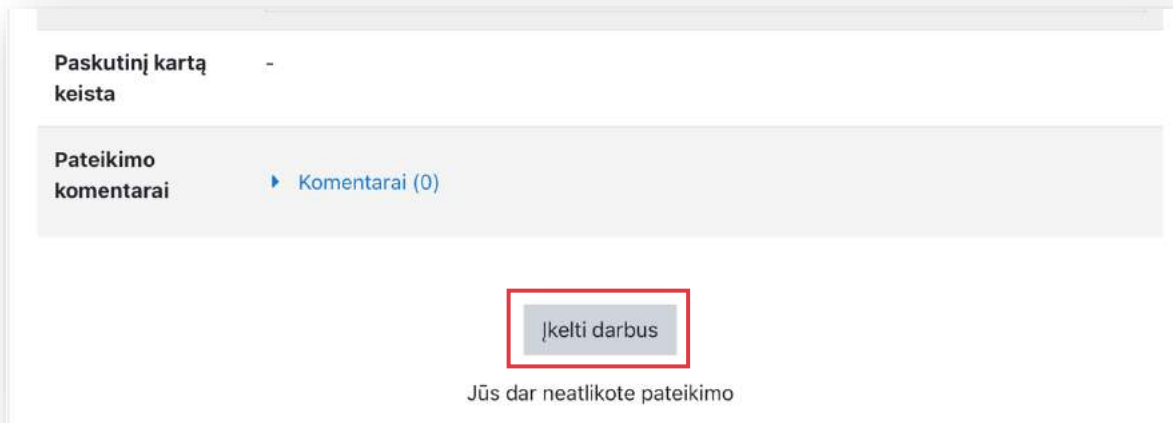 Paskutinį kartą
keista
-
Pateikimo
komentarai
Komentarai (0)
Įkelti darbus
Jūs dar neatlikote pateikimo